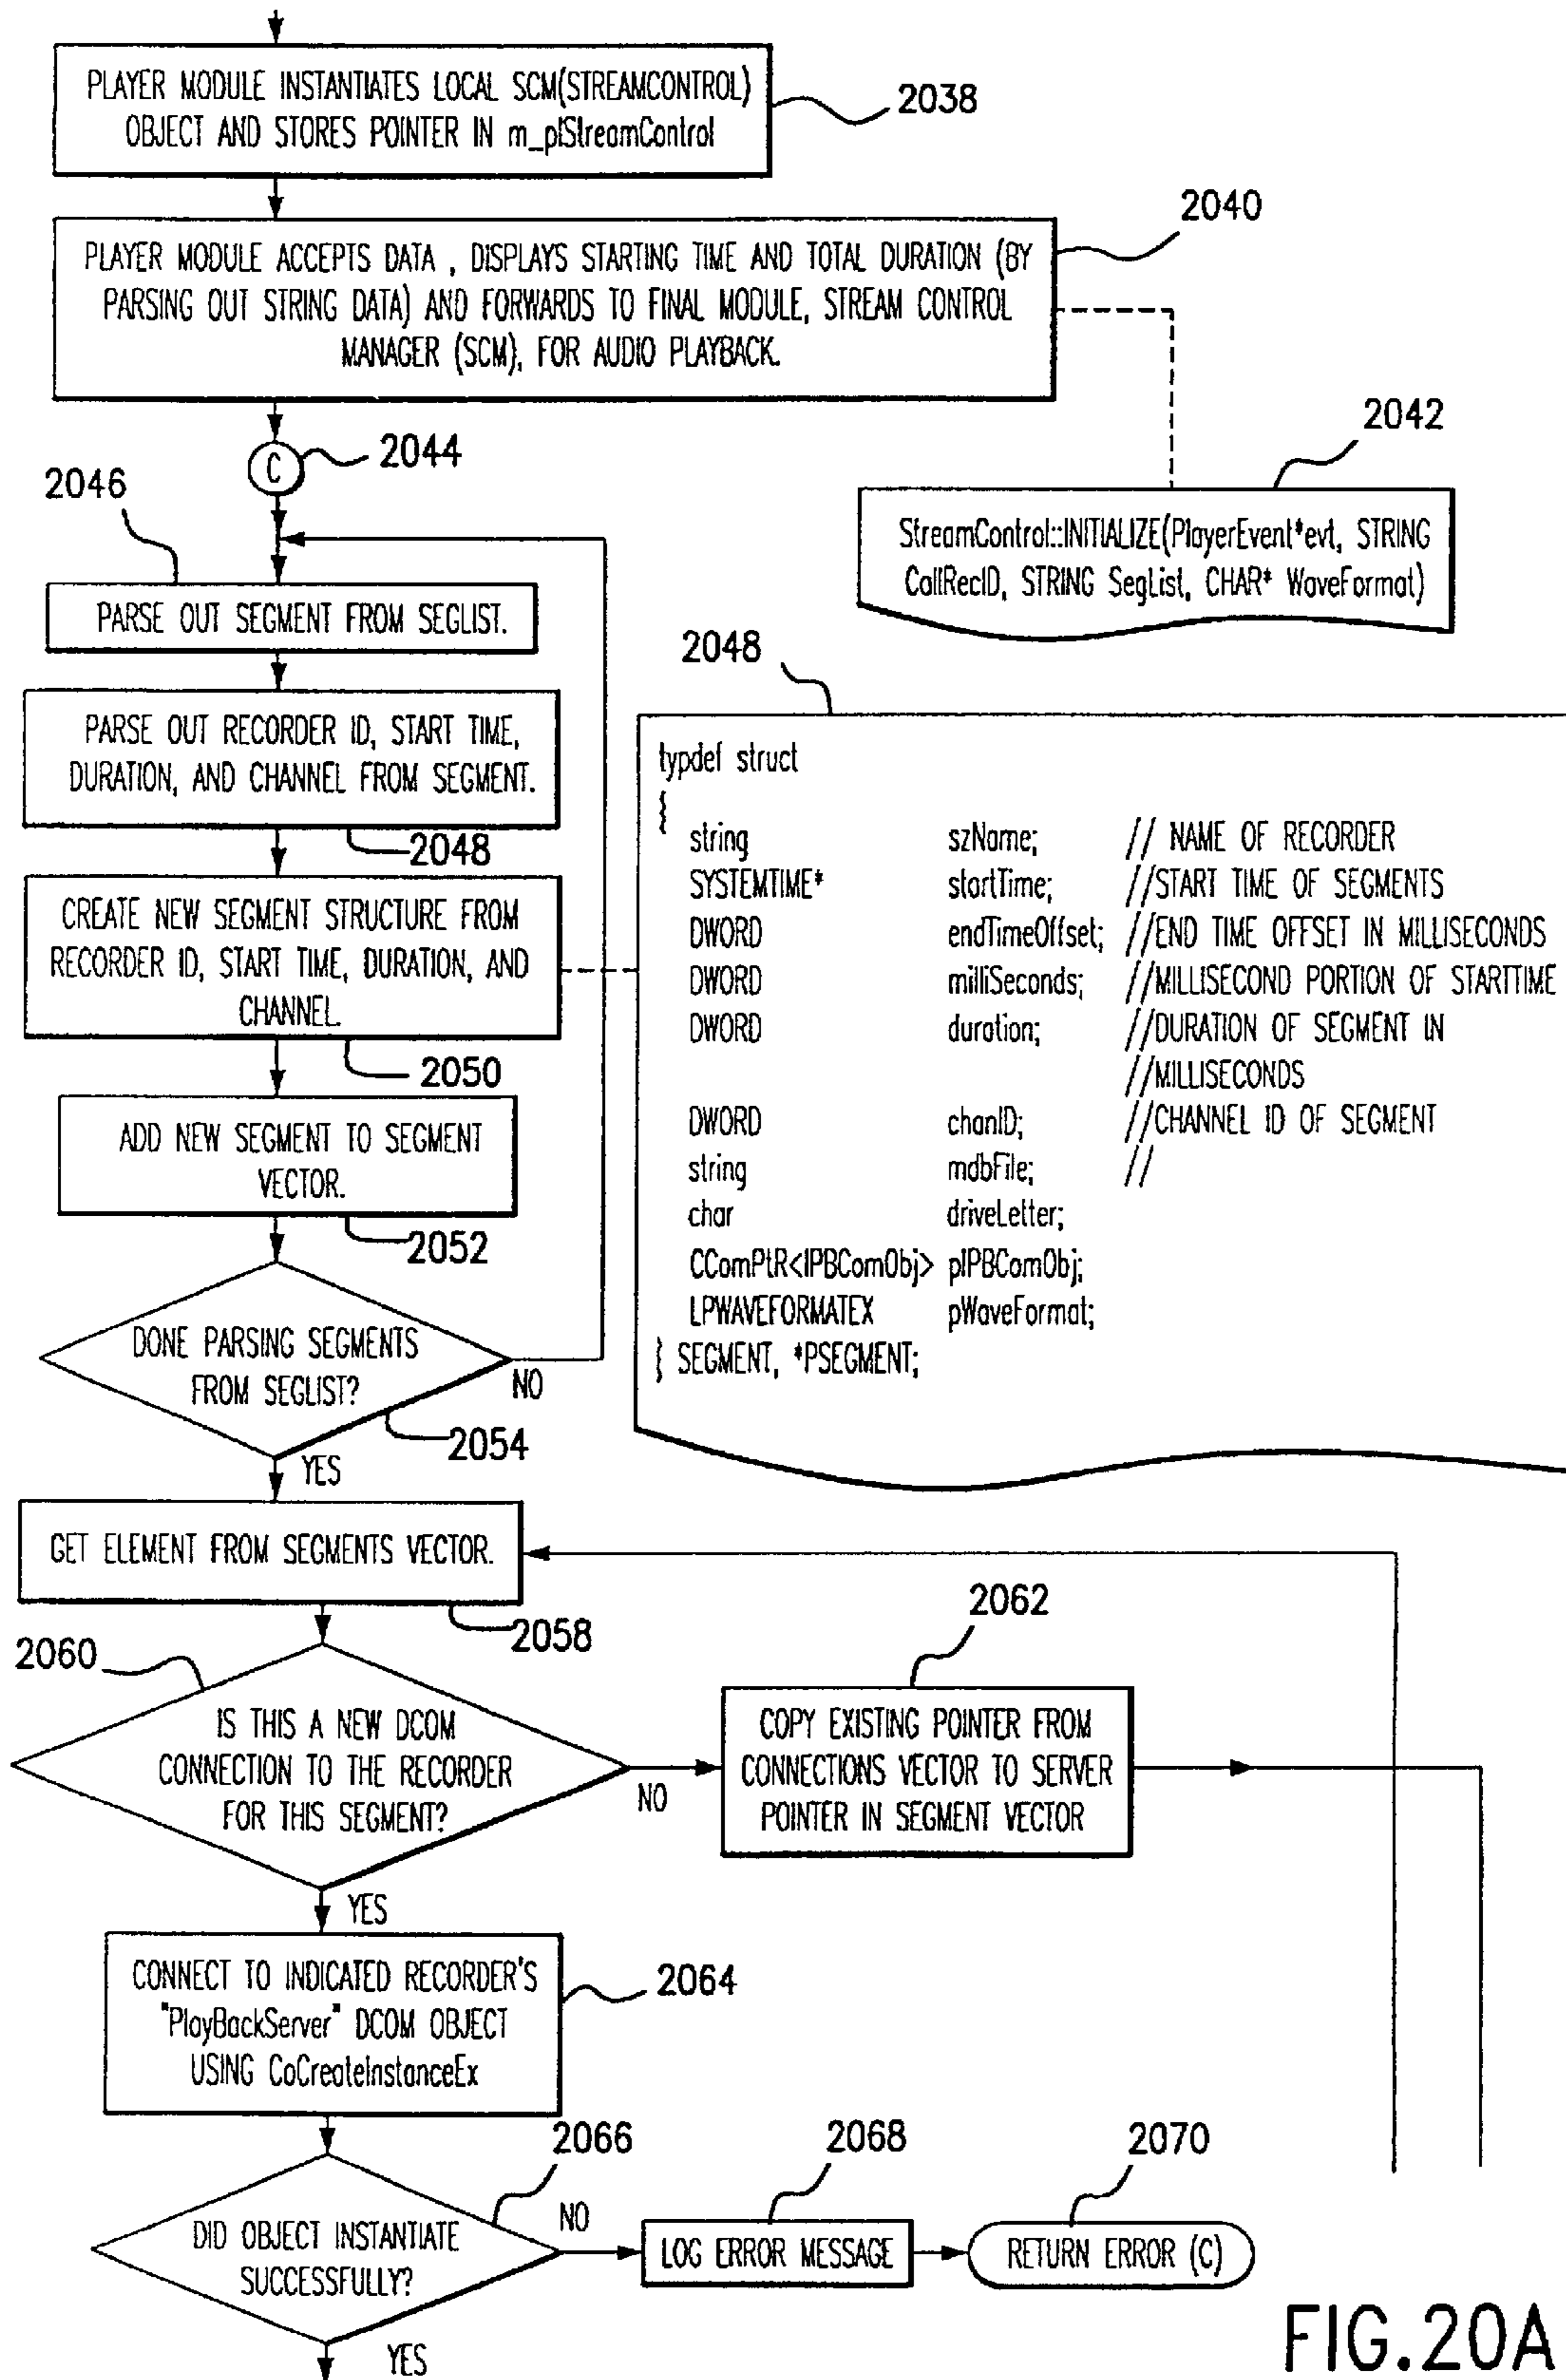 PLAYER MODULE INSTANTIATES LOCAL SCM(STREAMCONTROL)
OBJECT AND STORES POINTER IN m_pIStreamControl
2038
2040
PLAYER MODULE ACCEPTS DATA , DISPLAYS STARTING TIME AND TOTAL DURATION (BY
PARSING OUT STRING DATA) AND FORWARDS TO FINAL MODULE, STREAM CONTROL
MANAGER (SCM), FOR AUDIO PLAYBACK.
C
2044
2042
StreamControl::INITIALIZE(PlayerEvent*evt, STRING
CallRecID, STRING SegList, CHAR* WaveFormat)
2046
PARSE OUT SEGMENT FROM SEGLIST.
PARSE OUT RECORDER ID, START TIME,
DURATION, AND CHANNEL FROM SEGMENT.
2048
2048
typdef struct
{
string szName; // NAME OF RECORDER
SYSTEMTIME* startTime; //START TIME OF SEGMENTS
DWORD endTimeOffset; //END TIME OFFSET IN MILLISECONDS
DWORD milliSeconds; //MILLISECOND PORTION OF STARTTIME
DWORD duration; //DURATION OF SEGMENT IN
//MILLISECONDS
DWORD chanID; //CHANNEL ID OF SEGMENT
string mdbFile; //
char driveLetter;
CComPtR<IPBComObj> pIPBComObj;
LPWAVEFORMATEX pWaveFormat;
} SEGMENT, *PSEGMENT;
CREATE NEW SEGMENT STRUCTURE FROM
RECORDER ID, START TIME, DURATION, AND
CHANNEL.
2050
ADD NEW SEGMENT TO SEGMENT
VECTOR.
2052
DONE PARSING SEGMENTS
FROM SEGLIST?
NO
2054
YES
GET ELEMENT FROM SEGMENTS VECTOR.
2058
2060
IS THIS A NEW DCOM
CONNECTION TO THE RECORDER
FOR THIS SEGMENT?
NO
2062
COPY EXISTING POINTER FROM
CONNECTIONS VECTOR TO SERVER
POINTER IN SEGMENT VECTOR
YES
CONNECT TO INDICATED RECORDER'S
"PlayBackServer" DCOM OBJECT
USING CoCreateInstanceEx
2064
2066
DID OBJECT INSTANTIATE
SUCCESSFULLY?
NO
2068
LOG ERROR MESSAGE
2070
RETURN ERROR (C)
YES
FIG.20A